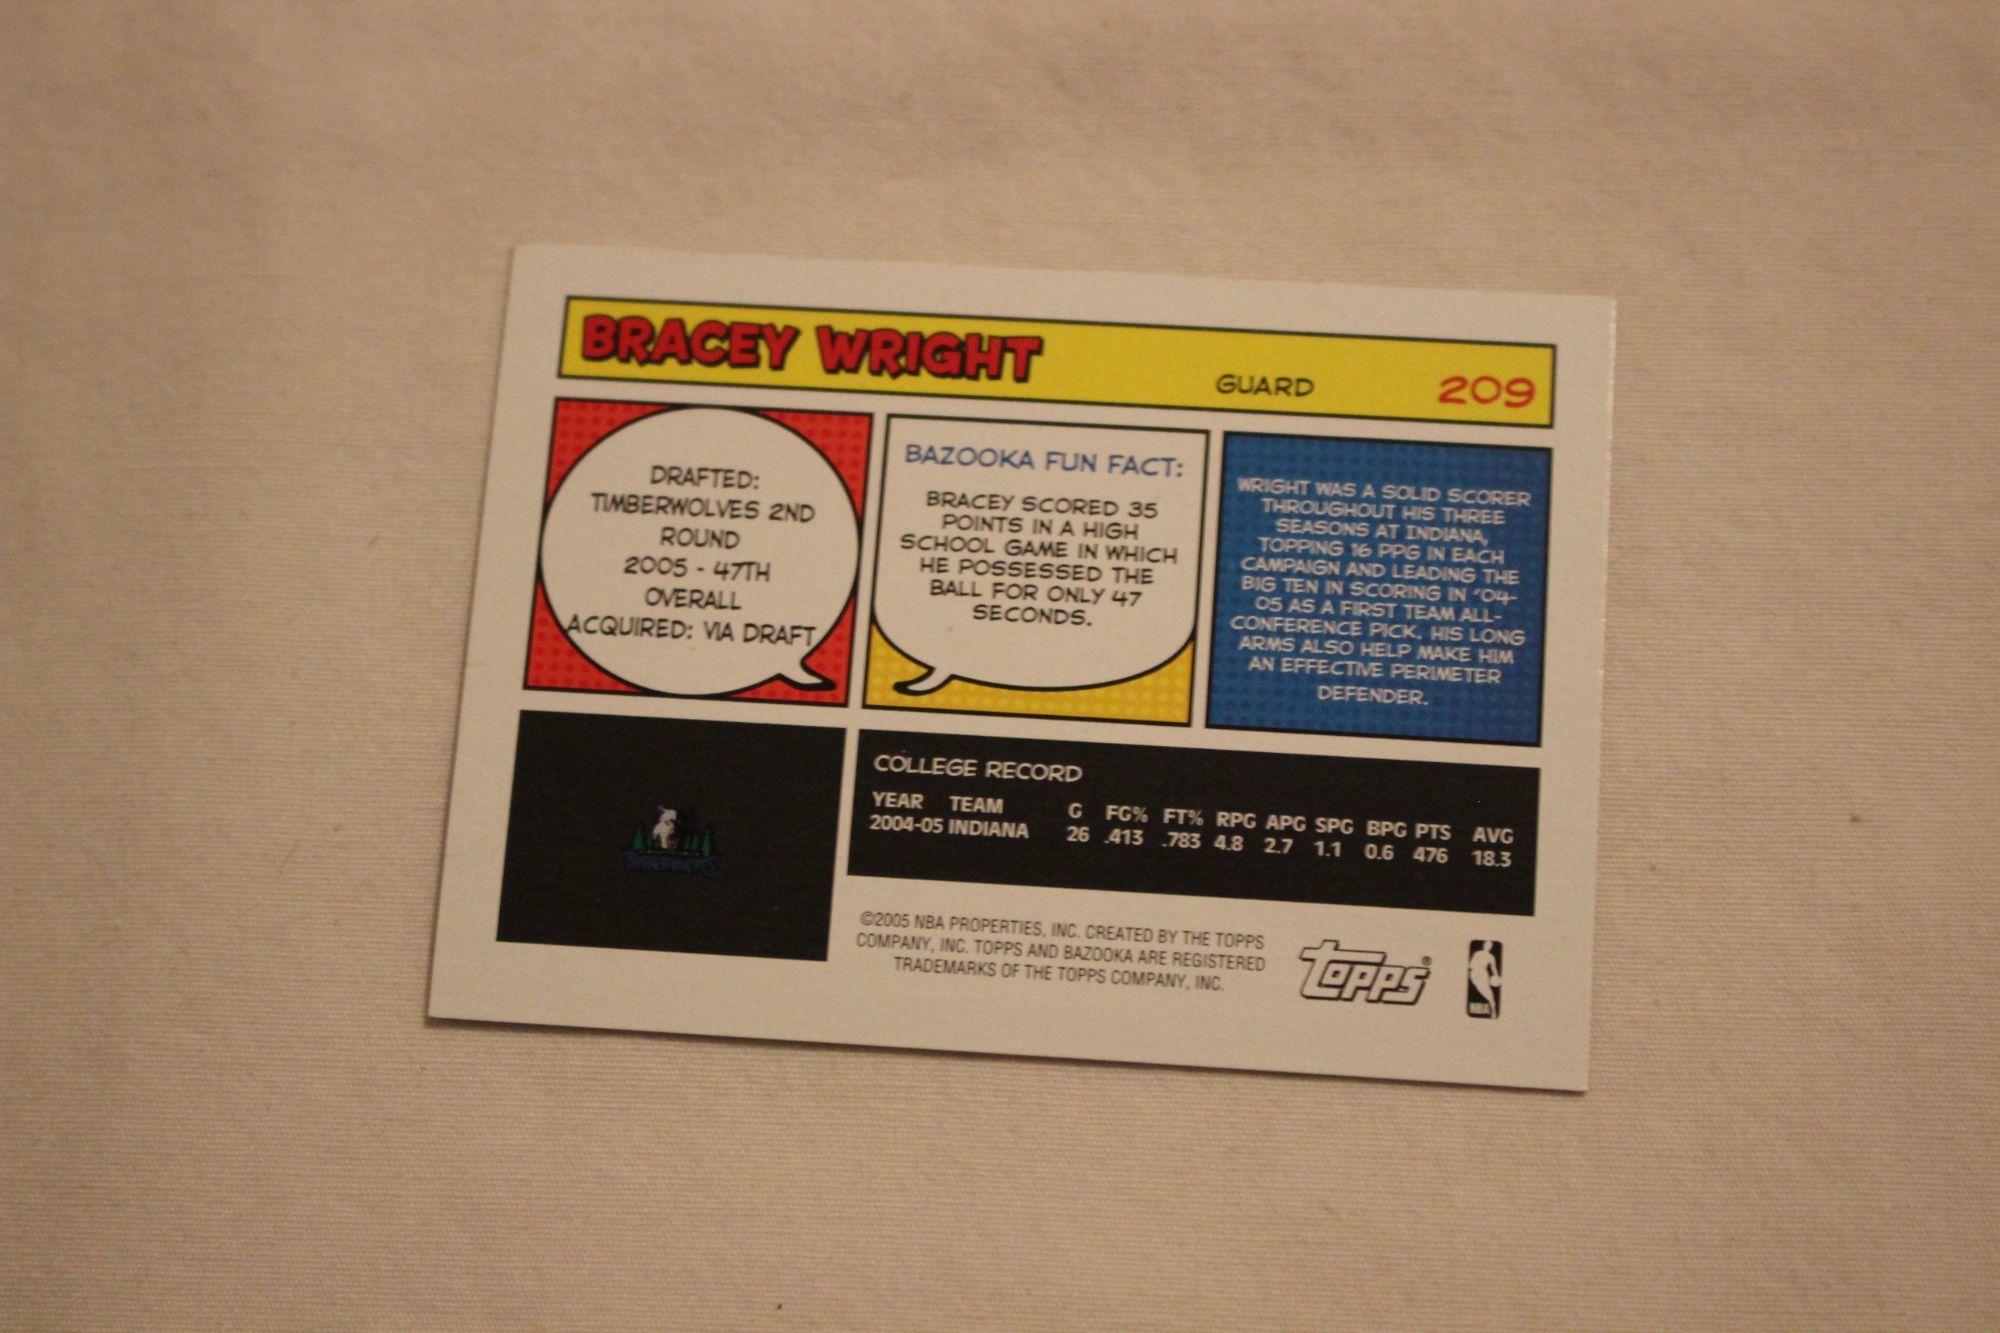 BRACEY WRIGHT
GUARD
209
DRAFTED:
TIMBERWOLVES 2ND
ROUND
2005 - 47TH
OVERALL
ACQUIRED: VIA DRAFT
BAZOOKA FUN FACT:
BRACEY SCORED 35
POINTS IN A HIGH
SCHOOL GAME IN WHICH
HE POSSESSED THE
BALL FOR ONLY 47
SECONDS.
WRIGHT WAS A SOLID SCORER
THROUGHOUT HIS THREE
SEASONS AT INDIANA,
TOPPING 16 PPG IN EACH
CAMPAIGN AND LEADING THE
BIG TEN IN SCORING IN '04-
05 AS A FIRST TEAM ALL-
CONFERENCE PICK. HIS LONG
ARMS ALSO HELP MAKE HIM
AN EFFECTIVE PERIMETER
DEFENDER.
COLLEGE RECORD
YEAR TEAM G FG% FT% RPG APG SPG BPG PTS AVG
2004-05 INDIANA 26 .413 .783 4.8 2.7 1.1 0.6 476 18.3
©2005 NBA PROPERTIES, INC. CREATED BY THE TOPPS
COMPANY, INC. TOPPS AND BAZOOKA ARE REGISTERED
TRADEMARKS OF THE TOPPS COMPANY, INC.
Topps®
NBA